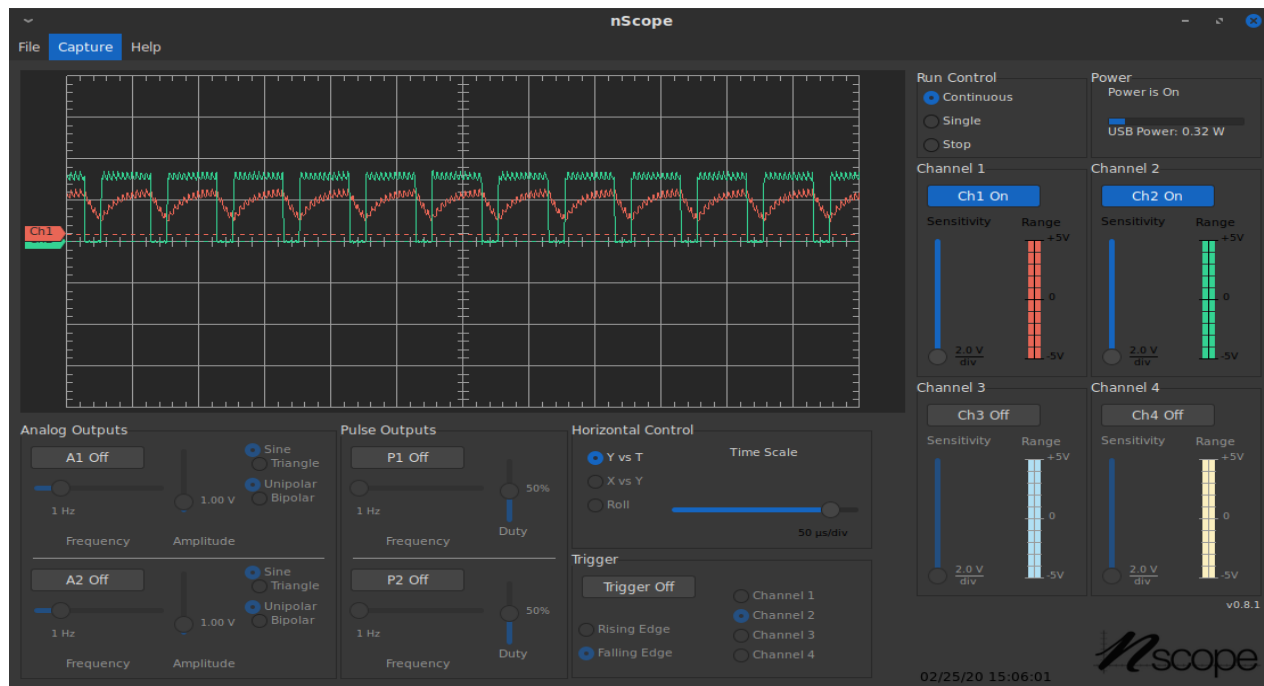 nScope
File Capture Help
Ch1
Run Control
Continuous
Single
Stop
Power
Power is On
USB Power: 0.32 W
Channel 1
Ch1 On
Sensitivity Range
+5V
0
2.0 V
div
-5V
Channel 2
Ch2 On
Sensitivity Range
+5V
0
2.0 V
div
-5V
Channel 3
Ch3 Off
Sensitivity Range
+5V
0
2.0 V
div
-5V
Channel 4
Ch4 Off
Sensitivity Range
+5V
0
2.0 V
div
-5V
Analog Outputs
A1 Off
Sine
Triangle
Unipolar
Bipolar
1.00 V
1 Hz
Frequency Amplitude
A2 Off
Sine
Triangle
Unipolar
Bipolar
1.00 V
1 Hz
Frequency Amplitude
Pulse Outputs
P1 Off
50%
1 Hz
Duty
Frequency
P2 Off
50%
1 Hz
Duty
Frequency
Horizontal Control
Y vs T
X vs Y
Roll
Time Scale
50 µs/div
Trigger
Trigger Off
Rising Edge
Falling Edge
Channel 1
Channel 2
Channel 3
Channel 4
v0.8.1
nscope
02/25/20 15:06:01